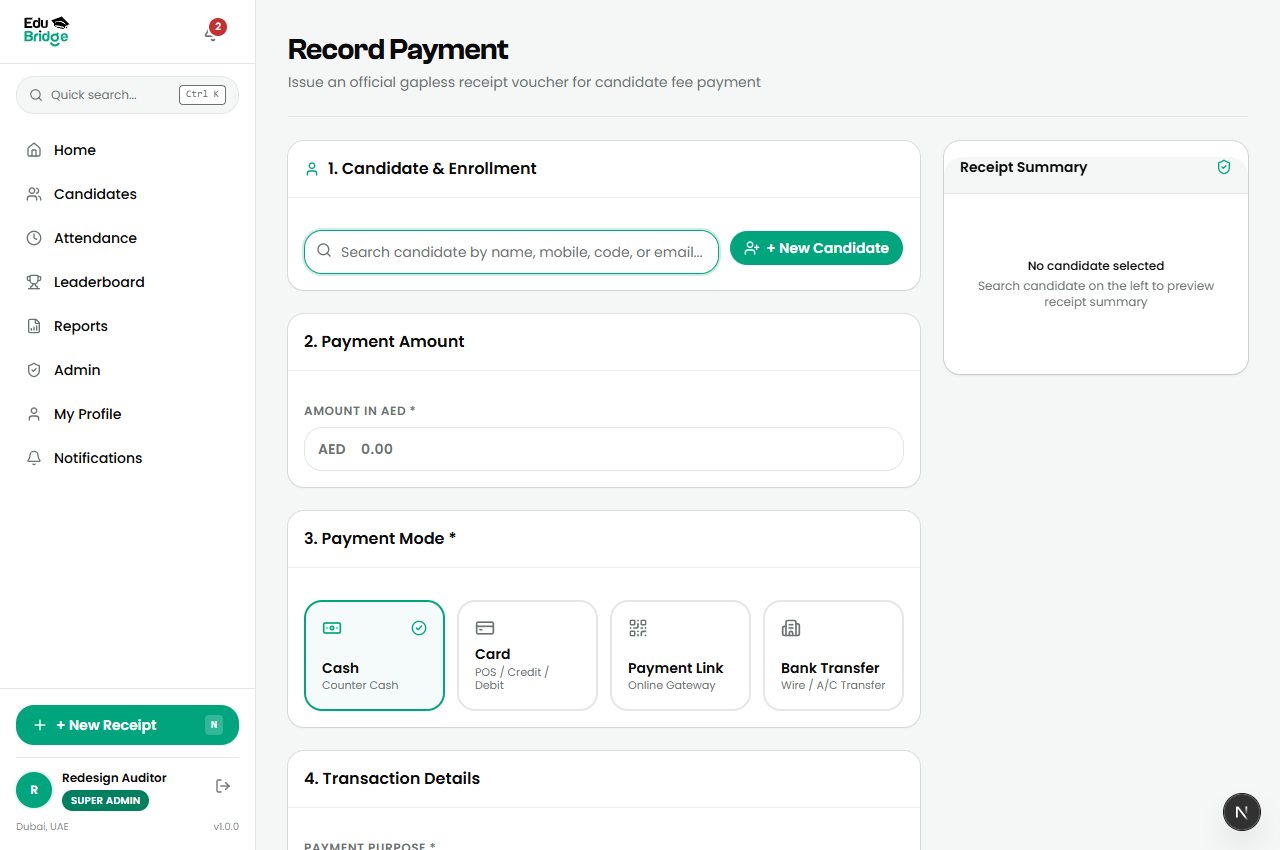 Edu
Bridge
2
Quick search...
Ctrl K
Home
Candidates
Attendance
Leaderboard
Reports
Admin
My Profile
Notifications
+ New Receipt
N
R
Redesign Auditor
SUPER ADMIN
Dubai, UAE
v1.0.0
Record Payment
Issue an official gapless receipt voucher for candidate fee payment
1. Candidate & Enrollment
Search candidate by name, mobile, code, or email...
+ New Candidate
2. Payment Amount
AMOUNT IN AED *
AED 0.00
3. Payment Mode *
Cash
Counter Cash
Card
POS / Credit /
Debit
Payment Link
Online Gateway
Bank Transfer
Wire / A/C Transfer
4. Transaction Details
PAYMENT PURPOSE *
Receipt Summary
No candidate selected
Search candidate on the left to preview
receipt summary
N